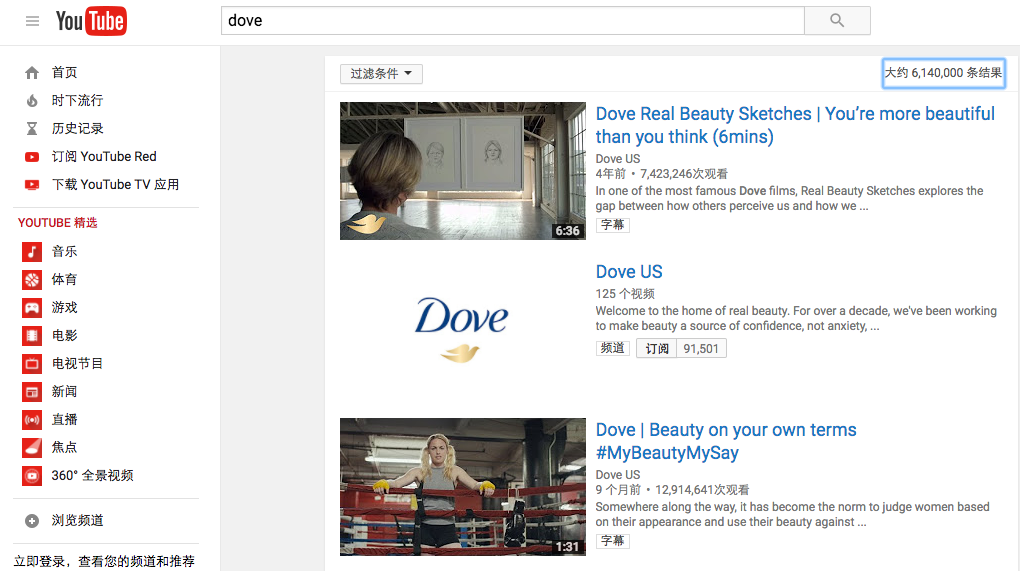 YouTube
dove
首页
时下流行
历史记录
订阅 YouTube Red
下载 YouTube TV 应用
YOUTUBE 精选
音乐
体育
游戏
电影
电视节目
新闻
直播
焦点
360° 全景视频
浏览频道
立即登录，查看您的频道和推荐
过滤条件
大约 6,140,000 条结果
6:36
Dove Real Beauty Sketches | You’re more beautiful
than you think (6mins)
Dove US
4年前 • 7,423,246次观看
In one of the most famous Dove films, Real Beauty Sketches explores the
gap between how others perceive us and how we ...
字幕
Dove
Dove US
125 个视频
Welcome to the home of real beauty. For over a decade, we've been working
to make beauty a source of confidence, not anxiety, ...
频道 订阅 91,501
1:31
Dove | Beauty on your own terms
#MyBeautyMySay
Dove US
9 个月前 • 12,914,641次观看
Somewhere along the way, it has become the norm to judge women based
on their appearance and use their beauty against ...
字幕